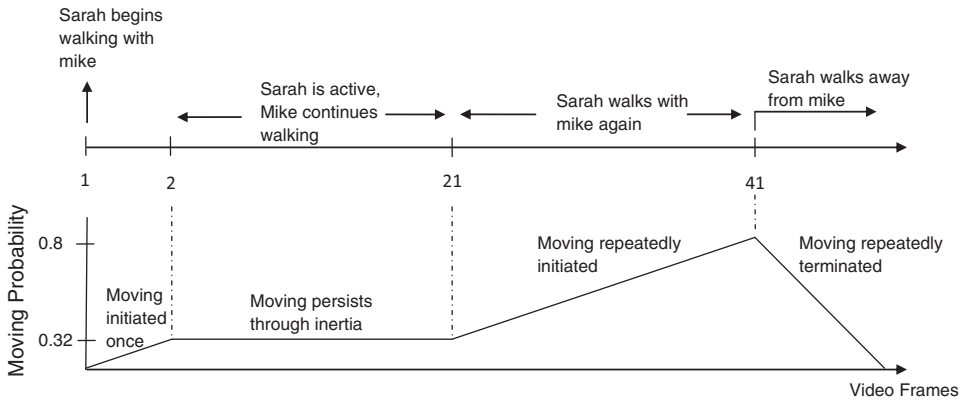 Sarah begins
walking with
mike
Sarah is active,
Mike continues
walking
Sarah walks with
mike again
Sarah walks away
from mike
1
2
21
41
Moving Probability
0.8
0.32
Moving
initiated
once
Moving persists
through inertia
Moving repeatedly
initiated
Moving repeatedly
terminated
Video Frames